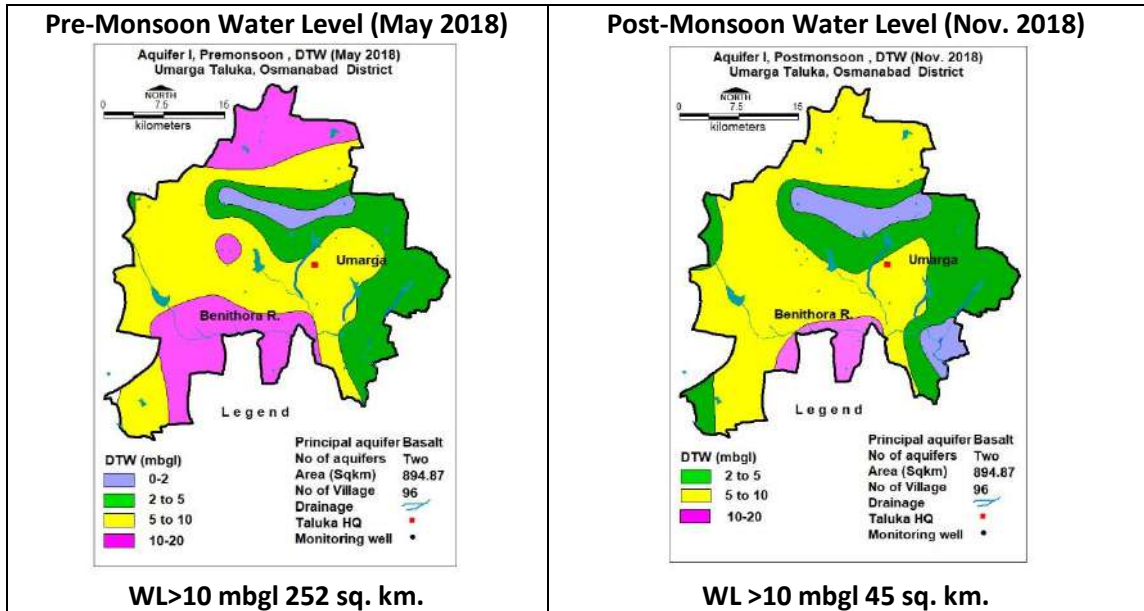 Pre-Monsoon Water Level (May 2018)
Aquifer I, Premonsoon , DTW (May 2018)
Umarga Taluka, Osmanabad District
NORTH
0 7.5 15
kilometers
Umarga
Benithora R.
Legend
DTW (mbgl)
0-2
2 to 5
5 to 10
10-20
Principal aquifer Basalt
No of aquifers Two
Area (Sqkm) 894.87
No of Village 96
Drainage
Taluka HQ
Monitoring well
WL>10 mbgl 252 sq. km.
Post-Monsoon Water Level (Nov. 2018)
Aquifer I, Postmonsoon , DTW (Nov. 2018)
Umarga Taluka, Osmanabad District
NORTH
0 7.5 15
kilometers
Umarga
Benithora R.
Legend
DTW (mbgl)
2 to 5
5 to 10
10-20
Principal aquifer Basalt
No of aquifers Two
Area (Sqkm) 894.87
No of Village 96
Drainage
Taluka HQ
Monitoring well
WL >10 mbgl 45 sq. km.